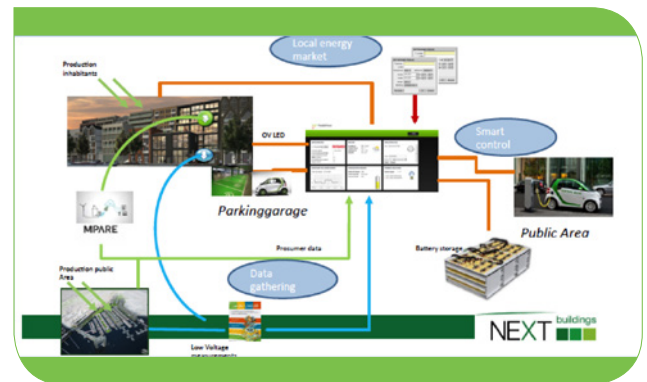 Local energy
market
Production
inhabitants
OV LED
Smart
control
Parkinggarage
MPARE
Public Area
Prosumer data
Battery storage
Production public
Area
Data
gathering
NEXT buildings
Low Voltage